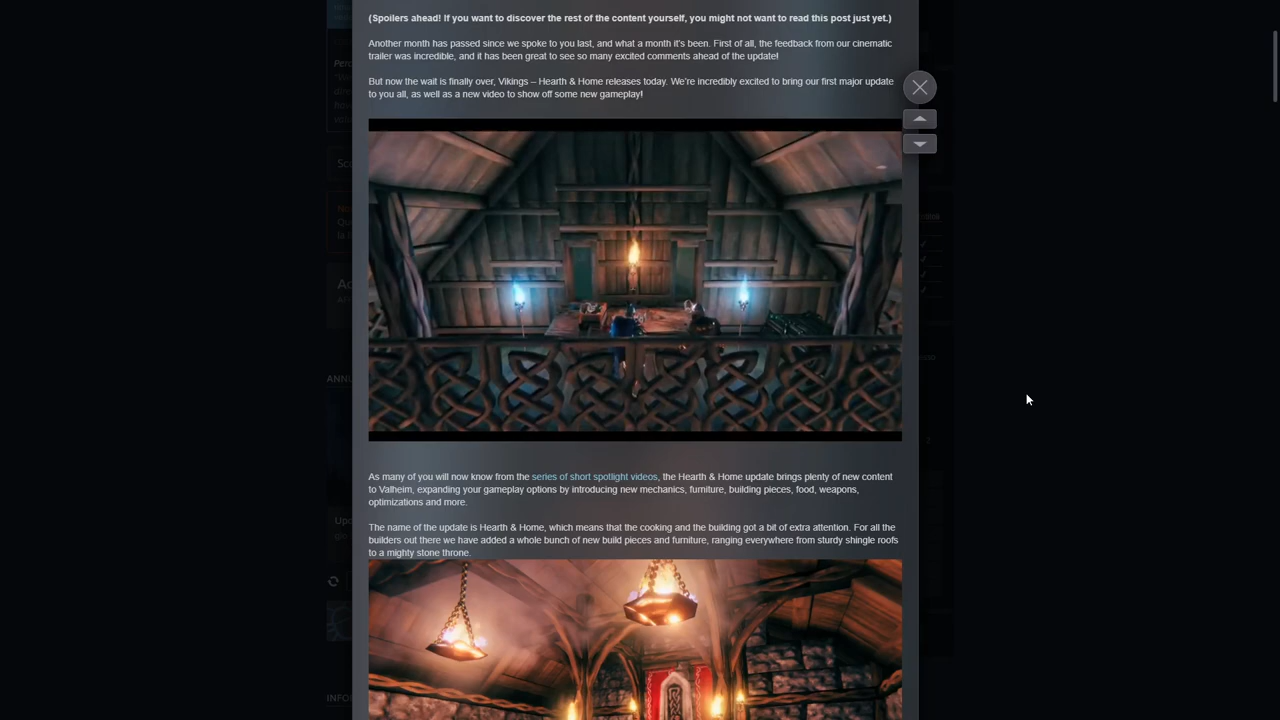 (Spoilers ahead! If you want to discover the rest of the content yourself, you might not want to read this post just yet.)
Another month has passed since we spoke to you last, and what a month it's been. First of all, the feedback from our cinematic
trailer was incredible, and it has been great to see so many excited comments ahead of the update!
But now the wait is finally over, Vikings – Hearth & Home releases today. We're incredibly excited to bring our first major update
to you all, as well as a new video to show off some new gameplay!
As many of you will now know from the series of short spotlight videos, the Hearth & Home update brings plenty of new content
to Valheim, expanding your gameplay options by introducing new mechanics, furniture, building pieces, food, weapons,
optimizations and more.
The name of the update is Hearth & Home, which means that the cooking and the building got a bit of extra attention. For all the
builders out there we have added a whole bunch of new build pieces and furniture, ranging everywhere from sturdy shingle roofs
to a mighty stone throne.